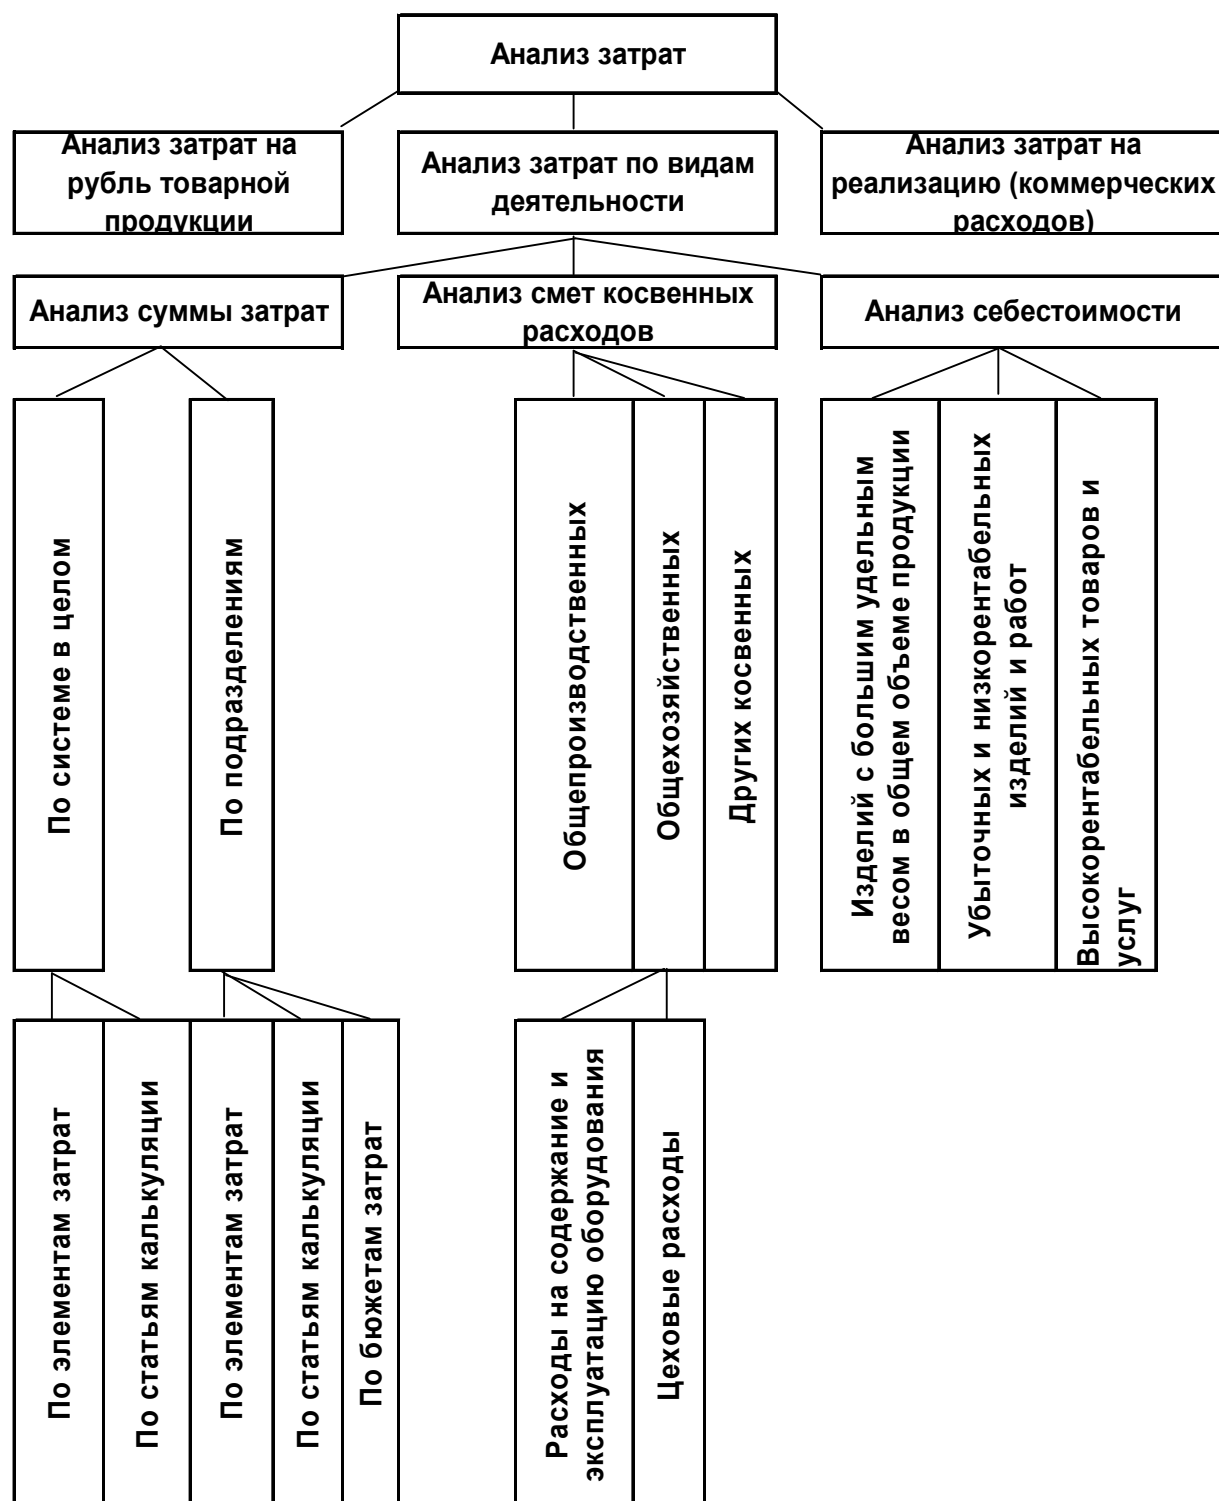 Анализ затрат
Анализ затрат на
рубль товарной
продукции
Анализ затрат по видам
деятельности
Анализ затрат на
реализацию (коммерческих
расходов)
Анализ суммы затрат
Анализ смет косвенных
расходов
Анализ себестоимости
По системе в целом
По подразделениям
Общепроизводственных
Общехозяйственных
Других косвенных
Изделий с большим удельным
весом в общем объеме продукции
Убыточных и низкорентабельных
изделий и работ
Высокорентабельных товаров и
услуг
По элементам затрат
По статьям калькуляции
По элементам затрат
По статьям калькуляции
По бюжетам затрат
Расходы на содержание и
эксплуатацию оборудования
Цеховые расходы